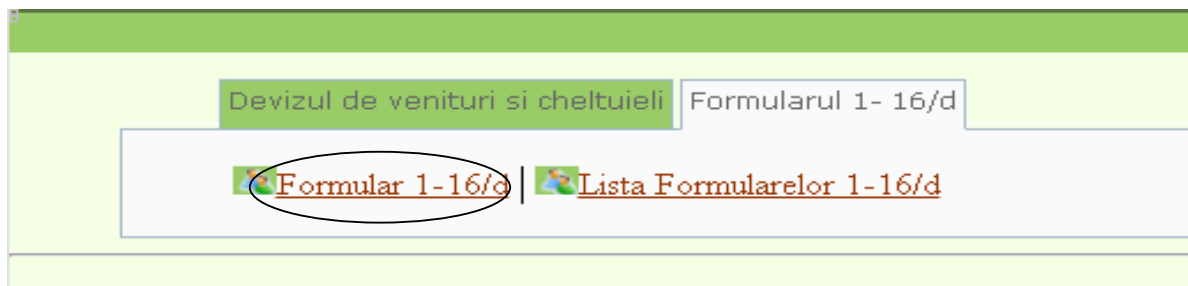 Devizul de venituri si cheltuieli Formularul 1- 16/d
Formular 1-16/d | Lista Formularelor 1-16/d